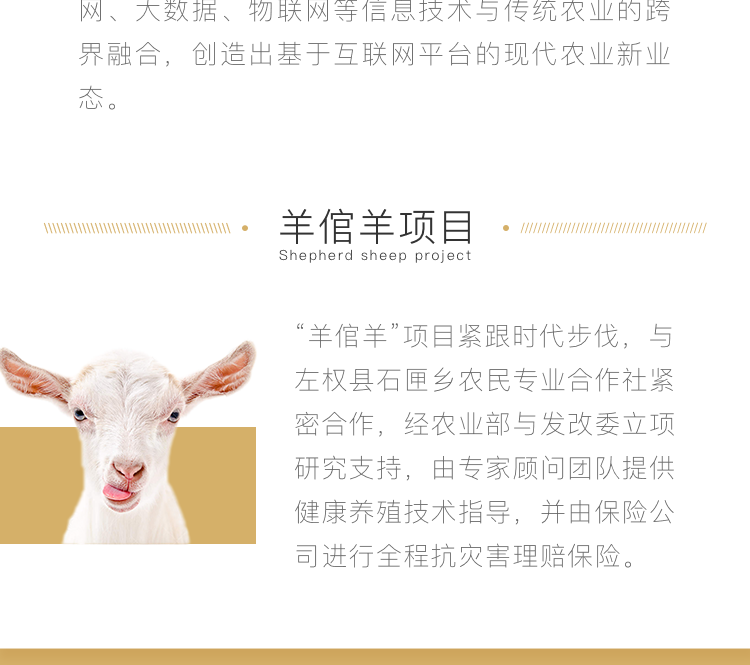 网、大数据、物联网等信息技术与传统农业的跨
界融合，创造出基于互联网平台的现代农业新业
态。
羊倌羊项目
Shepherd sheep project
“羊倌羊”项目紧跟时代步伐，与
左权县石匣乡农民专业合作社紧
密合作，经农业部与发改委立项
研究支持，由专家顾问团队提供
健康养殖技术指导，并由保险公
司进行全程抗灾害理赔保险。